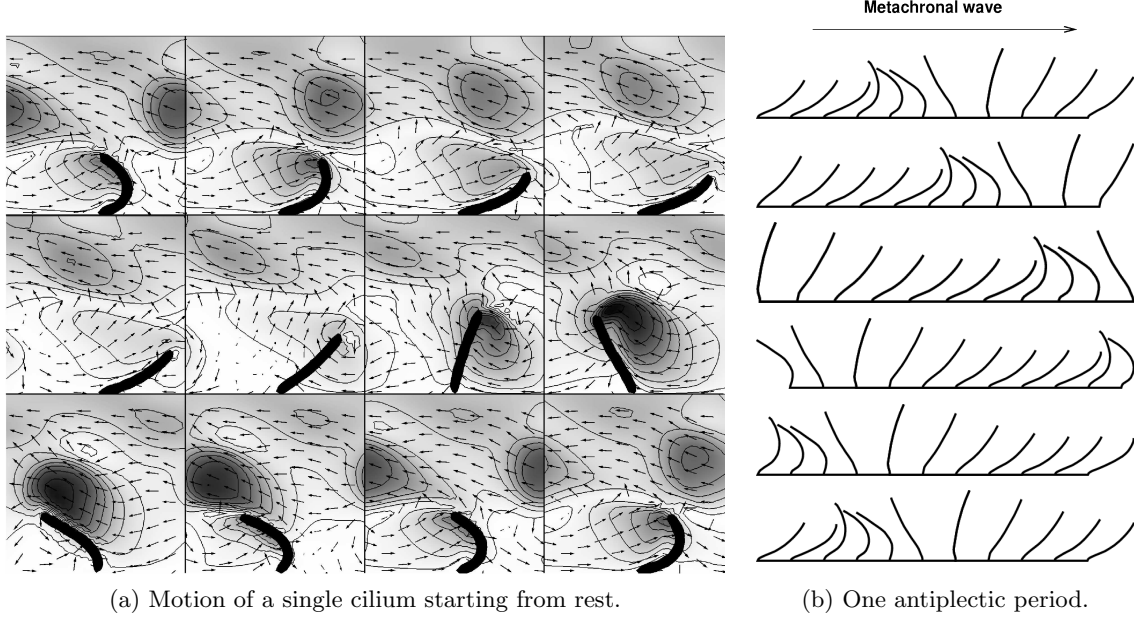 Metachronal wave
(a) Motion of a single cilium starting from rest.
(b) One antiplectic period.